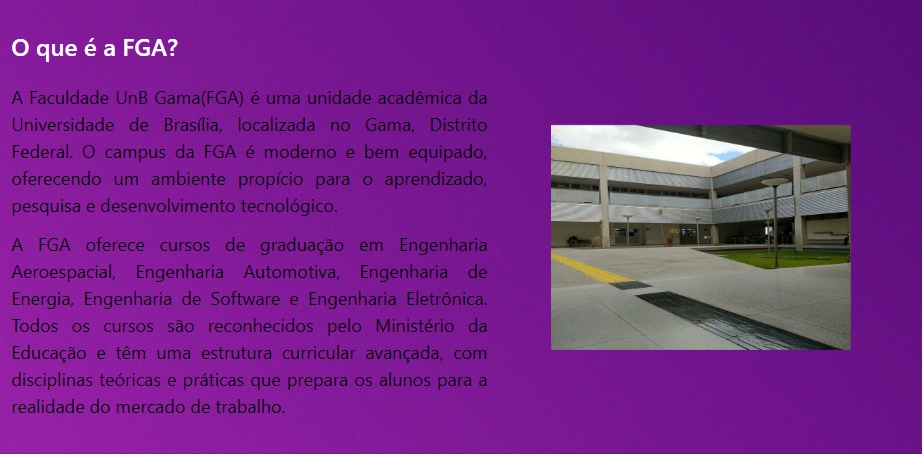 O que é a FGA?
A Faculdade UnB Gama(FGA) é uma unidade acadêmica da
Universidade de Brasília, localizada no Gama, Distrito
Federal. O campus da FGA é moderno e bem equipado,
oferecendo um ambiente propício para o aprendizado,
pesquisa e desenvolvimento tecnológico.
A FGA oferece cursos de graduação em Engenharia
Aeroespacial, Engenharia Automotiva, Engenharia de
Energia, Engenharia de Software e Engenharia Eletrônica.
Todos os cursos são reconhecidos pelo Ministério da
Educação e têm uma estrutura curricular avançada, com
disciplinas teóricas e práticas que prepara os alunos para a
realidade do mercado de trabalho.